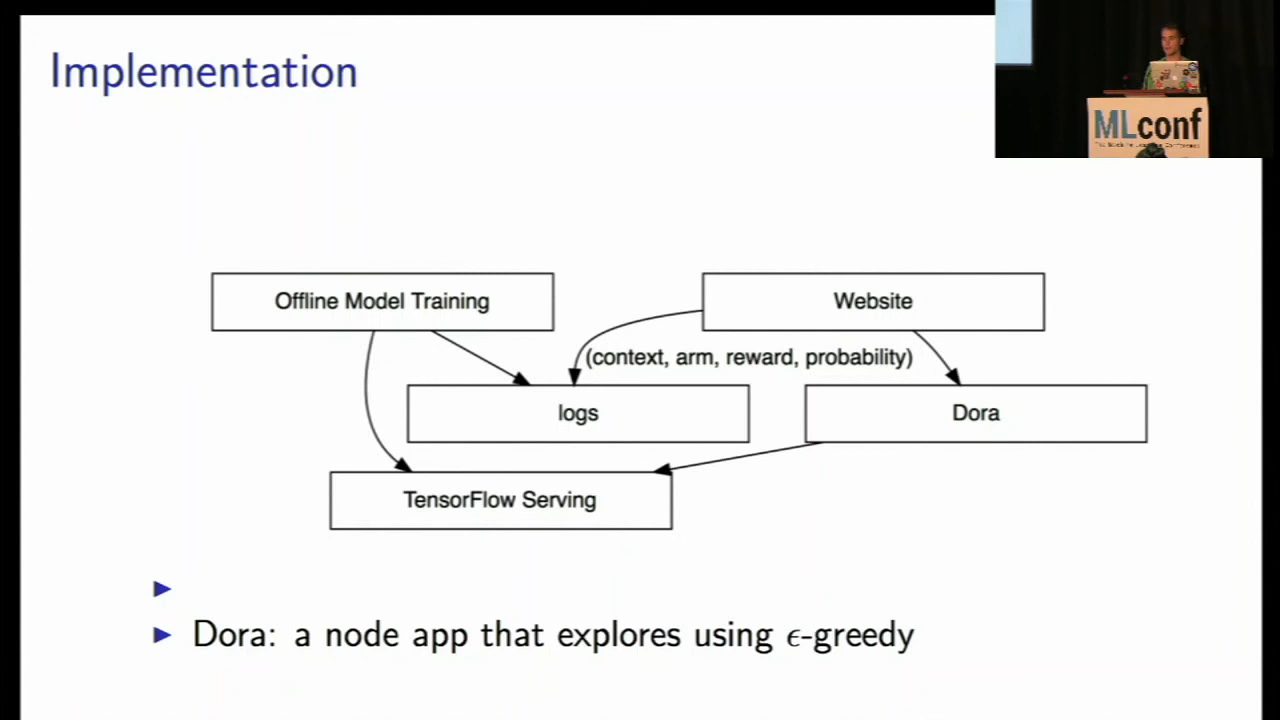 Implementation
MLconf
Offline Model Training
Website
(context, arm, reward, probability)
logs
Dora
TensorFlow Serving
Dora: a node app that explores using ϵ-greedy